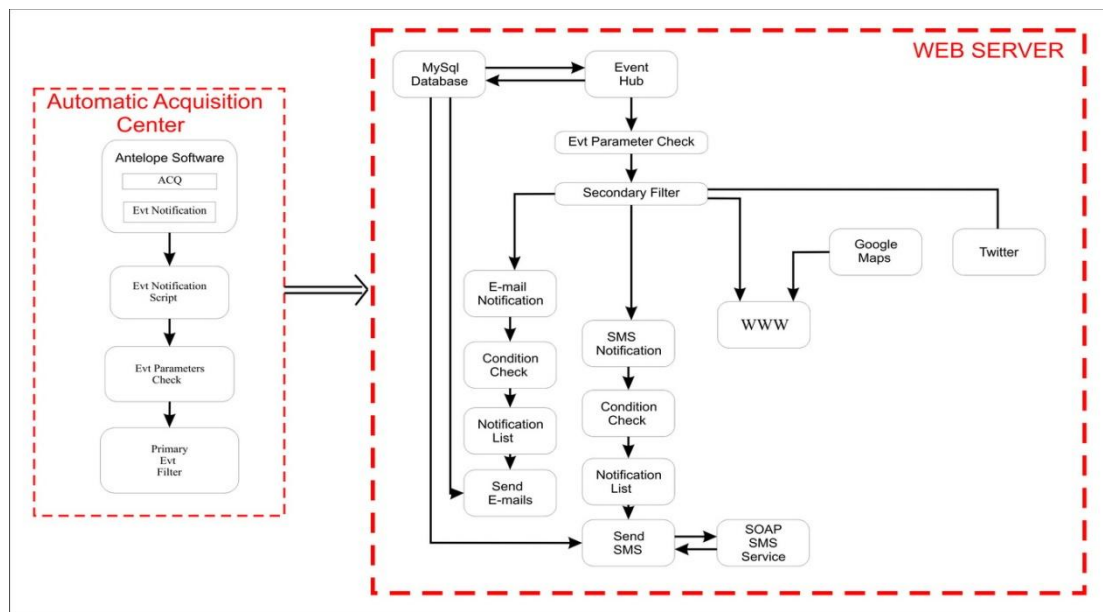 WEB SERVER
MySql
Database
Event
Hub
Automatic Acquisition
Center
Antelope Software
ACQ
Evt Notification
Evt Parameter Check
Secondary Filter
Google
Maps
Twitter
Evt Notification
Script
E-mail
Notification
WWW
SMS
Notification
Evt Parameters
Check
Condition
Check
Condition
Check
Notification
List
Primary
Evt
Filter
Notification
List
Send
E-mails
Send
SMS
SOAP
SMS
Service